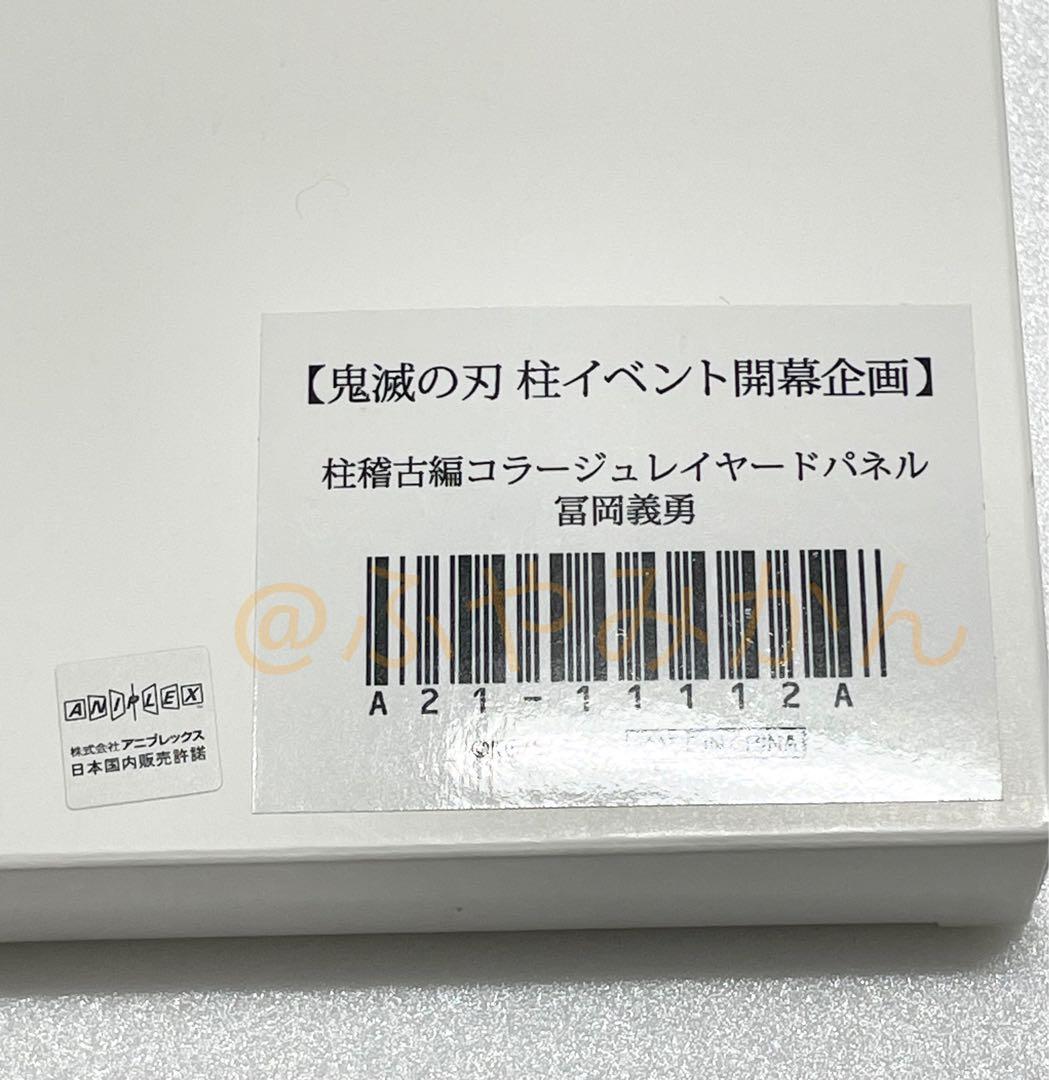 【鬼滅の刃 柱イベント開幕企画】
柱稽古編コラージュレイヤードパネル
冨岡義勇
@ふやみかん
A21-11112A
MADE IN CHINA
ANIPLEX
株式会社アニプレックス
日本国内販売許諾